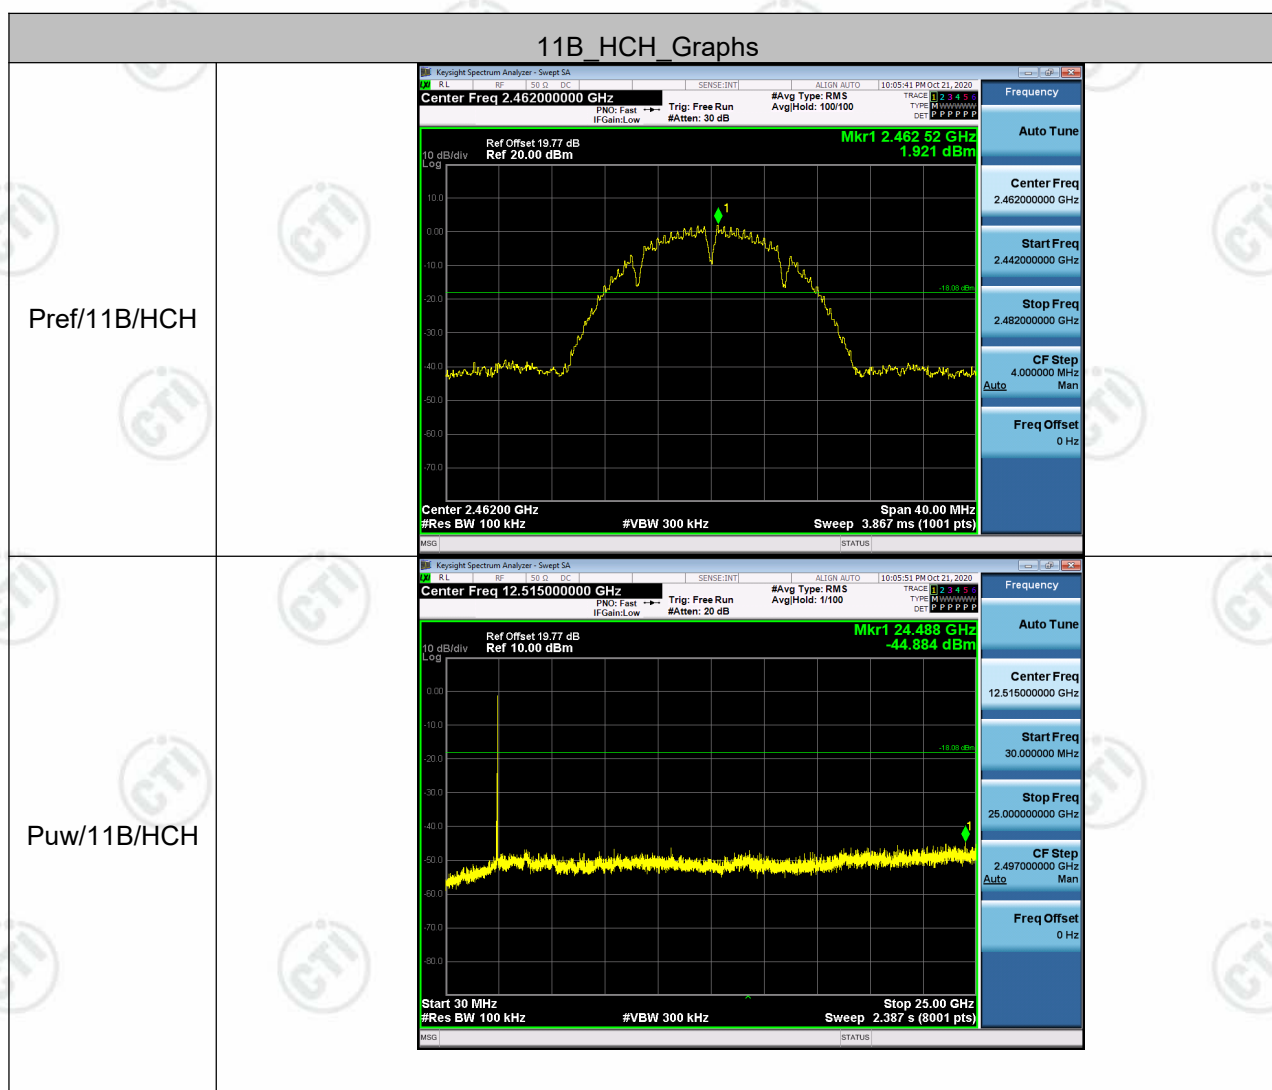 11B_HCH_Graphs
Pref/11B/HCH
Keysight Spectrum Analyzer - Swept SA
RL RF 50 Ω DC SENSE:INT ALIGN AUTO 10:05:41 PM Oct 21, 2020
Center Freq 2.462000000 GHz
PNO: Fast
IFGain:Low
Trig: Free Run
#Atten: 30 dB
#Avg Type: RMS
Avg|Hold: 100/100
TRACE 1 2 3 4 5 6
TYPE M W W W W W
DET P P P P P P
Ref Offset 19.77 dB
10 dB/div Ref 20.00 dBm
Log
Mkr1 2.462 52 GHz
1.921 dBm
1
10.0
0.00
-10.0
-20.0
-30.0
-40.0
-50.0
-60.0
-70.0
-18.08 dBm
Center 2.46200 GHz Span 40.00 MHz
#Res BW 100 kHz #VBW 300 kHz Sweep 3.867 ms (1001 pts)
MSG STATUS
Frequency
Auto Tune
Center Freq
2.462000000 GHz
Start Freq
2.442000000 GHz
Stop Freq
2.482000000 GHz
CF Step
4.000000 MHz
Auto Man
Freq Offset
0 Hz
Puw/11B/HCH
Keysight Spectrum Analyzer - Swept SA
RL RF 50 Ω DC SENSE:INT ALIGN AUTO 10:05:51 PM Oct 21, 2020
Center Freq 12.515000000 GHz
PNO: Fast
IFGain:Low
Trig: Free Run
#Atten: 20 dB
#Avg Type: RMS
Avg|Hold: 1/100
TRACE 1 2 3 4 5 6
TYPE M W W W W W
DET P P P P P P
Ref Offset 19.77 dB
10 dB/div Ref 10.00 dBm
Log
Mkr1 24.488 GHz
-44.884 dBm
1
0.00
-10.0
-20.0
-30.0
-40.0
-50.0
-60.0
-70.0
-80.0
-18.08 dBm
Start 30 MHz Stop 25.00 GHz
#Res BW 100 kHz #VBW 300 kHz Sweep 2.387 s (8001 pts)
MSG STATUS
Frequency
Auto Tune
Center Freq
12.515000000 GHz
Start Freq
30.000000 MHz
Stop Freq
25.000000000 GHz
CF Step
2.497000000 GHz
Auto Man
Freq Offset
0 Hz
CTI